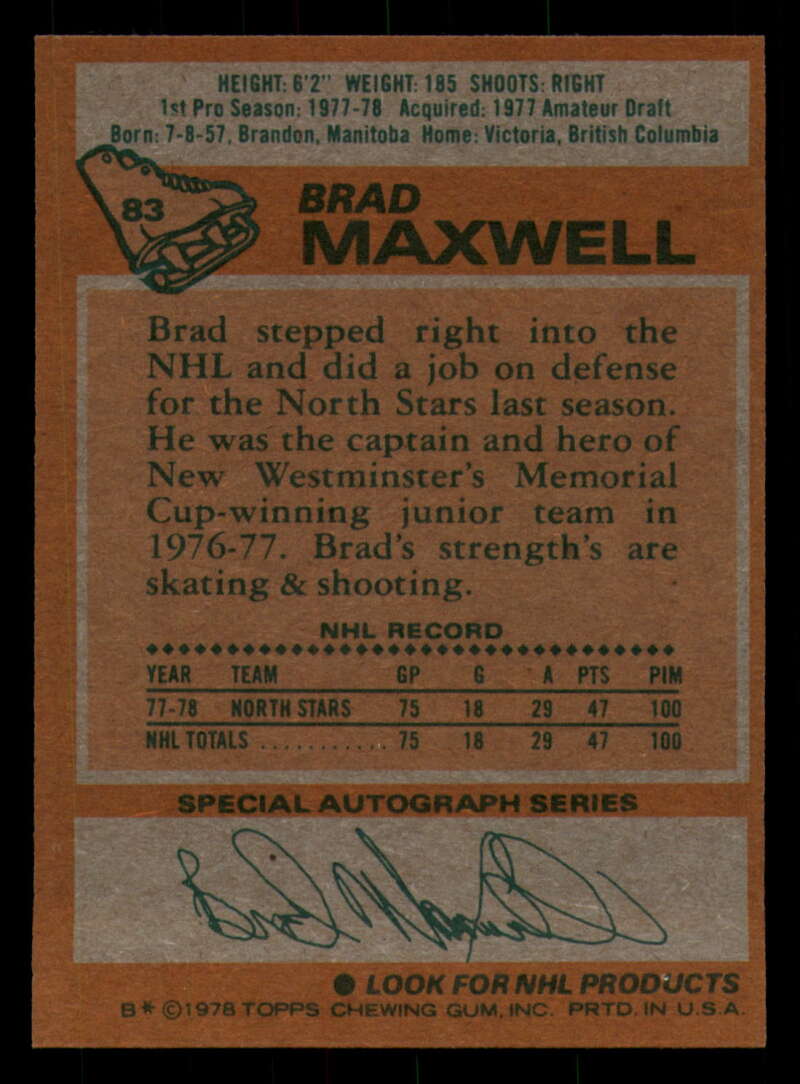 HEIGHT: 6'2" WEIGHT: 185 SHOOTS: RIGHT
1st Pro Season: 1977-78 Acquired: 1977 Amateur Draft
Born: 7-8-57, Brandon, Manitoba Home: Victoria, British Columbia
83
BRAD
MAXWELL
Brad stepped right into the
NHL and did a job on defense
for the North Stars last season.
He was the captain and hero of
New Westminster's Memorial
Cup-winning junior team in
1976-77. Brad's strength's are
skating & shooting.
NHL RECORD
YEAR TEAM GP G A PTS PIM
77-78 NORTH STARS 75 18 29 47 100
NHL TOTALS ........... 75 18 29 47 100
SPECIAL AUTOGRAPH SERIES
Brad Maxwell
● LOOK FOR NHL PRODUCTS
B* ©1978 TOPPS CHEWING GUM, INC. PRTD. IN U.S.A.